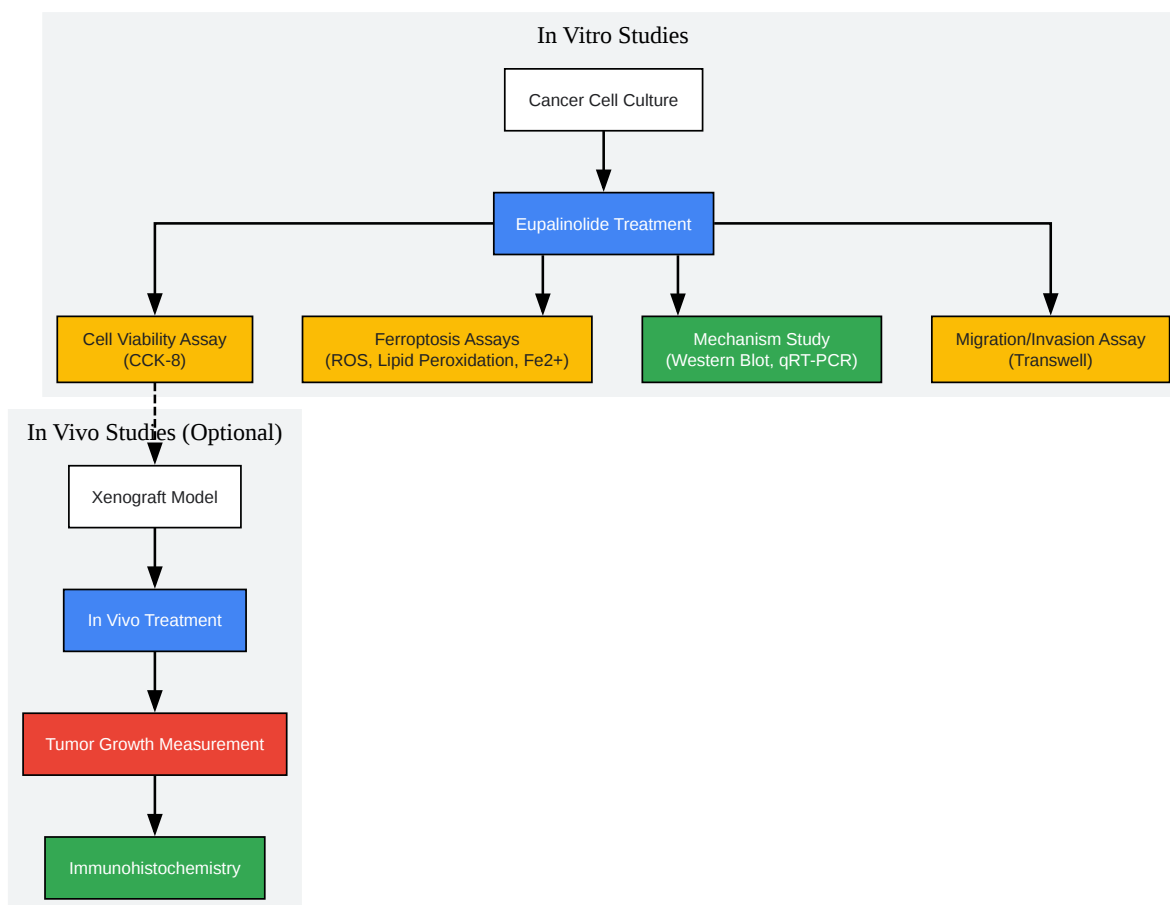 In Vitro Studies
Cancer Cell Culture
Eupalinolide Treatment
Cell Viability Assay
(CCK-8)
Ferroptosis Assays
(ROS, Lipid Peroxidation, Fe2+)
Mechanism Study
(Western Blot, qRT-PCR)
Migration/Invasion Assay
(Transwell)
In Vivo Studies (Optional)
Xenograft Model
In Vivo Treatment
Tumor Growth Measurement
Immunohistochemistry